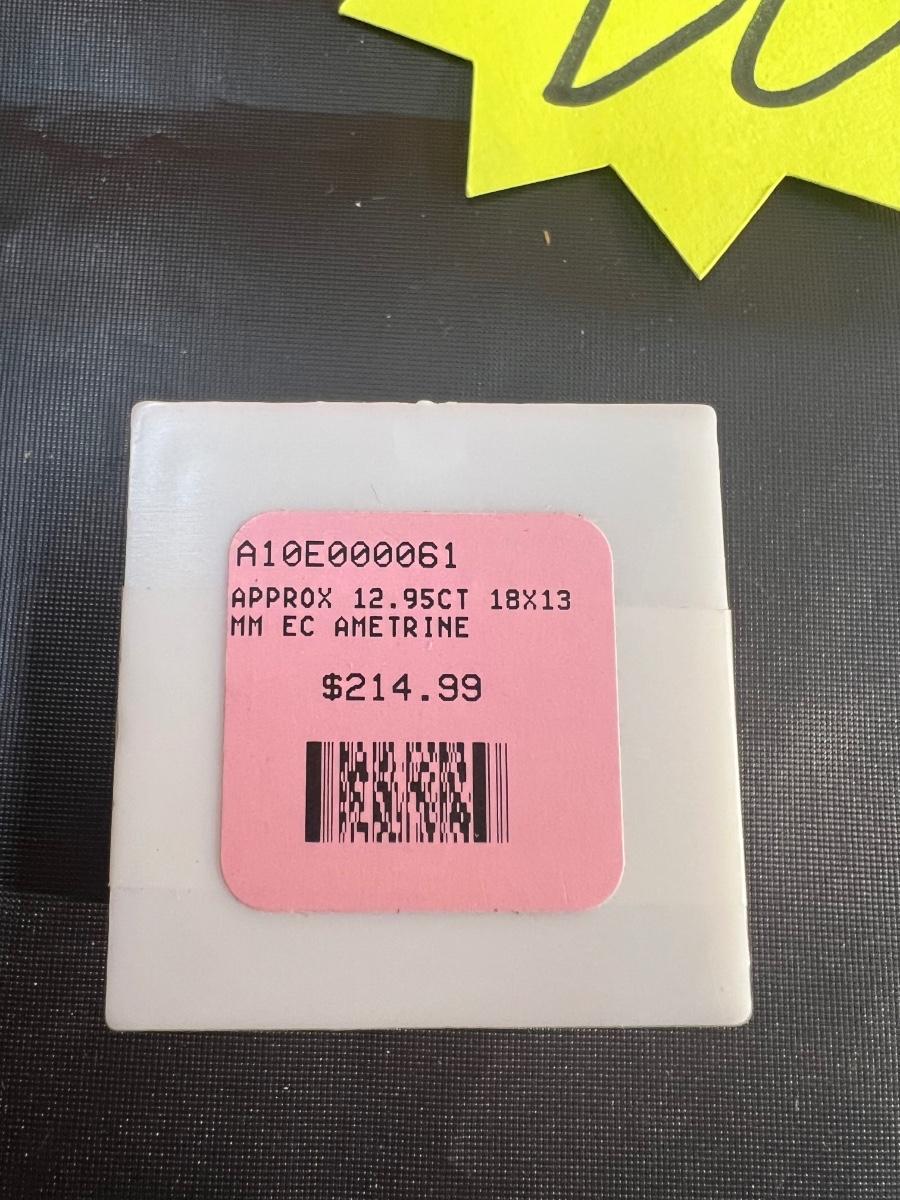 A10E000061
APPROX 12.95CT 18X13
MM EC AMETRINE
$214.99